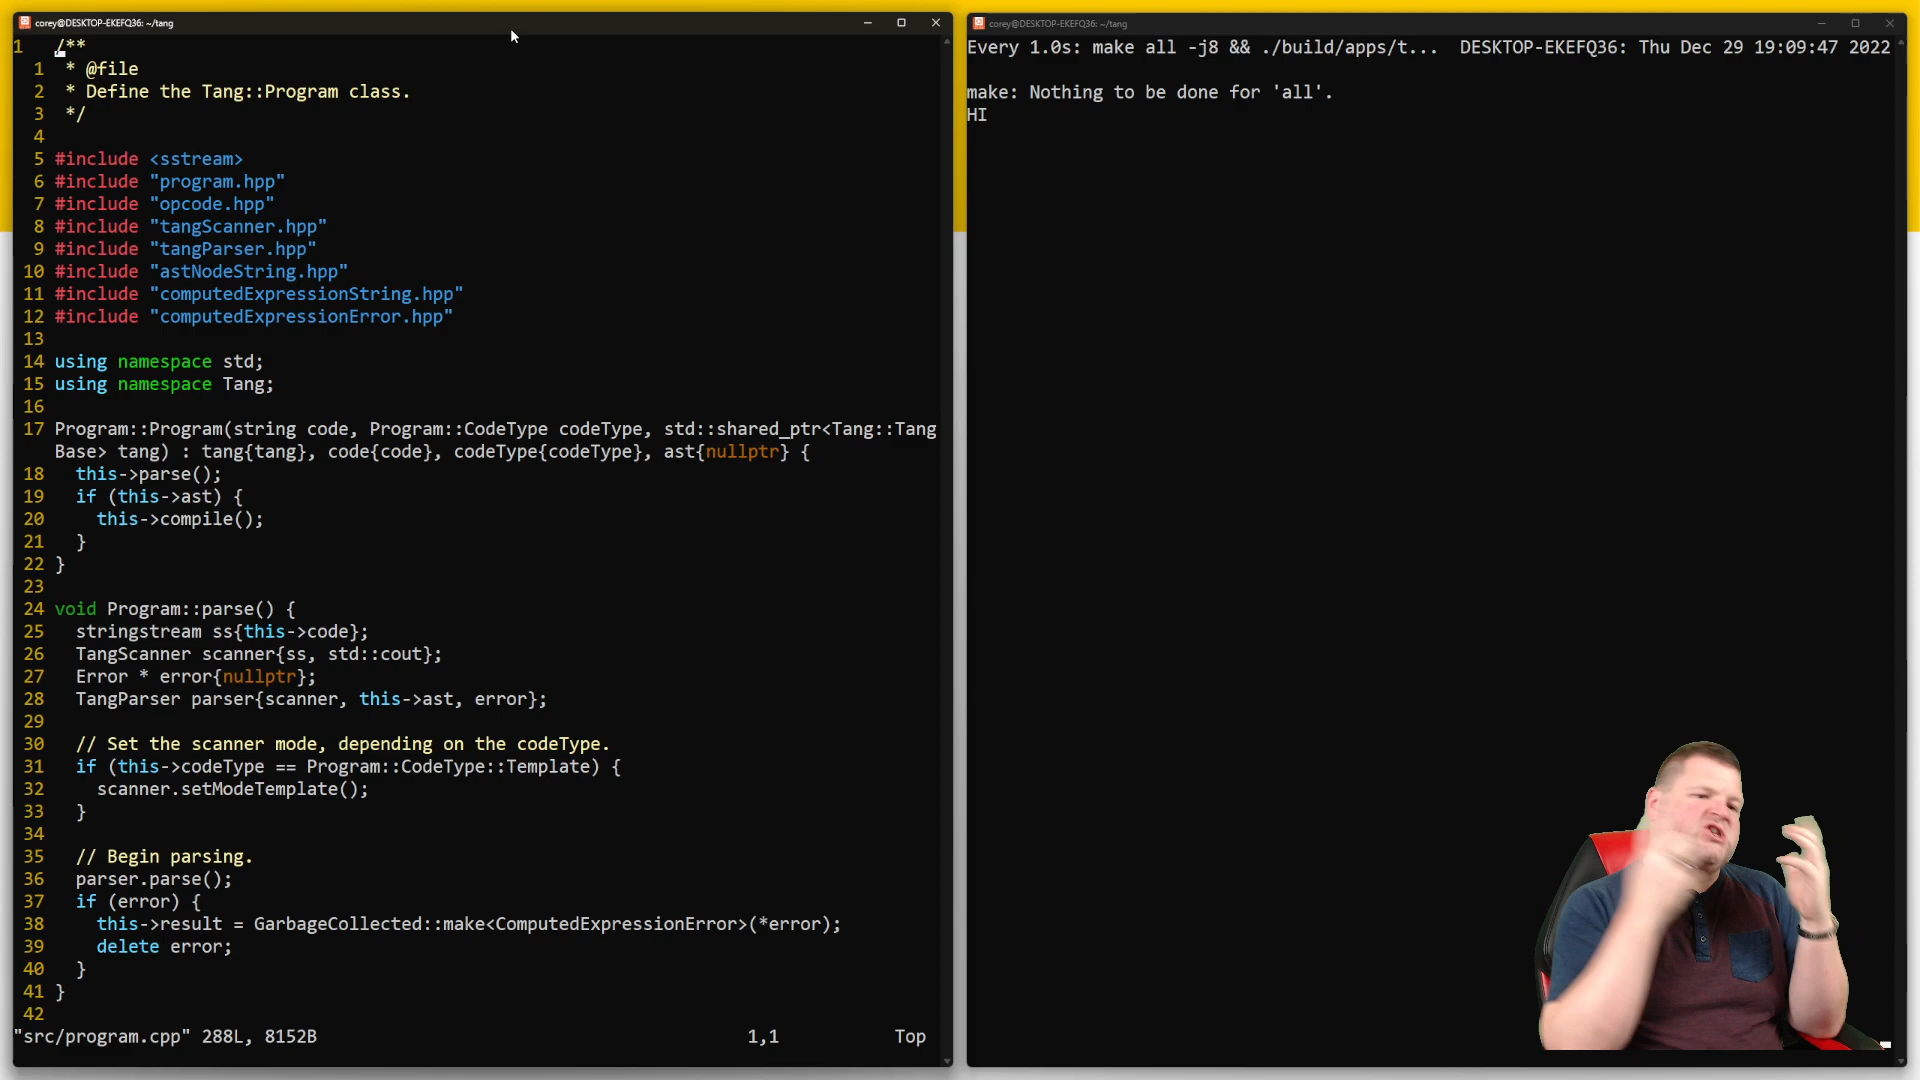 corey@DESKTOP-EKEFQ36: ~/tang
1 /**
1 * @file
2 * Define the Tang::Program class.
3 */
4
5 #include <sstream>
6 #include "program.hpp"
7 #include "opcode.hpp"
8 #include "tangScanner.hpp"
9 #include "tangParser.hpp"
10 #include "astNodeString.hpp"
11 #include "computedExpressionString.hpp"
12 #include "computedExpressionError.hpp"
13
14 using namespace std;
15 using namespace Tang;
16
17 Program::Program(string code, Program::CodeType codeType, std::shared_ptr<Tang::Tang
Base> tang) : tang{tang}, code{code}, codeType{codeType}, ast{nullptr} {
18 this->parse();
19 if (this->ast) {
20 this->compile();
21 }
22 }
23
24 void Program::parse() {
25 stringstream ss{this->code};
26 TangScanner scanner{ss, std::cout};
27 Error * error{nullptr};
28 TangParser parser{scanner, this->ast, error};
29
30 // Set the scanner mode, depending on the codeType.
31 if (this->codeType == Program::CodeType::Template) {
32 scanner.setModeTemplate();
33 }
34
35 // Begin parsing.
36 parser.parse();
37 if (error) {
38 this->result = GarbageCollected::make<ComputedExpressionError>(*error);
39 delete error;
40 }
41 }
42
"src/program.cpp" 288L, 8152B 1,1 Top
corey@DESKTOP-EKEFQ36: ~/tang
Every 1.0s: make all -j8 && ./build/apps/t... DESKTOP-EKEFQ36: Thu Dec 29 19:09:47 2022
make: Nothing to be done for 'all'.
HI